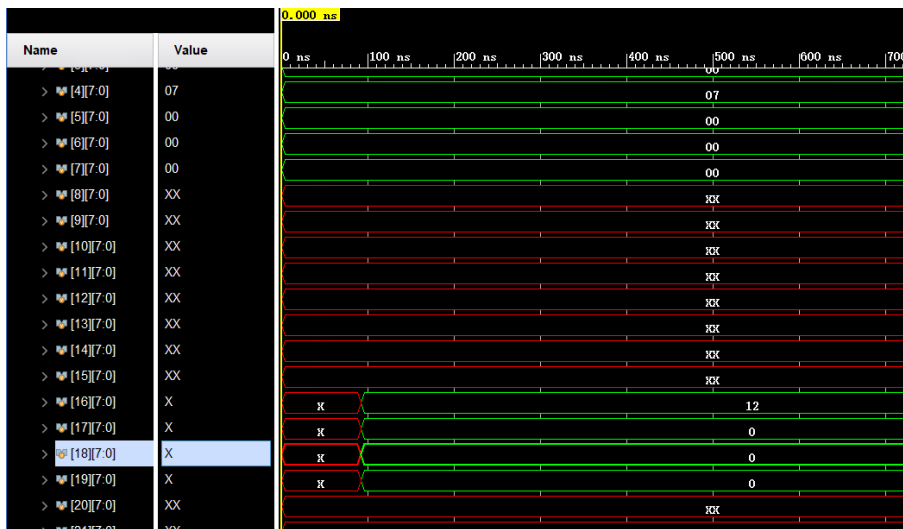 0.000 ns
Name Value
0 ns 100 ns 200 ns 300 ns 400 ns 500 ns 600 ns 700
[4][7:0] 07 07
[5][7:0] 00 00
[6][7:0] 00 00
[7][7:0] 00 00
[8][7:0] XX XX
[9][7:0] XX XX
[10][7:0] XX XX
[11][7:0] XX XX
[12][7:0] XX XX
[13][7:0] XX XX
[14][7:0] XX XX
[15][7:0] XX XX
[16][7:0] X X 12
[17][7:0] X X 0
[18][7:0] X X 0
[19][7:0] X X 0
[20][7:0] XX XX